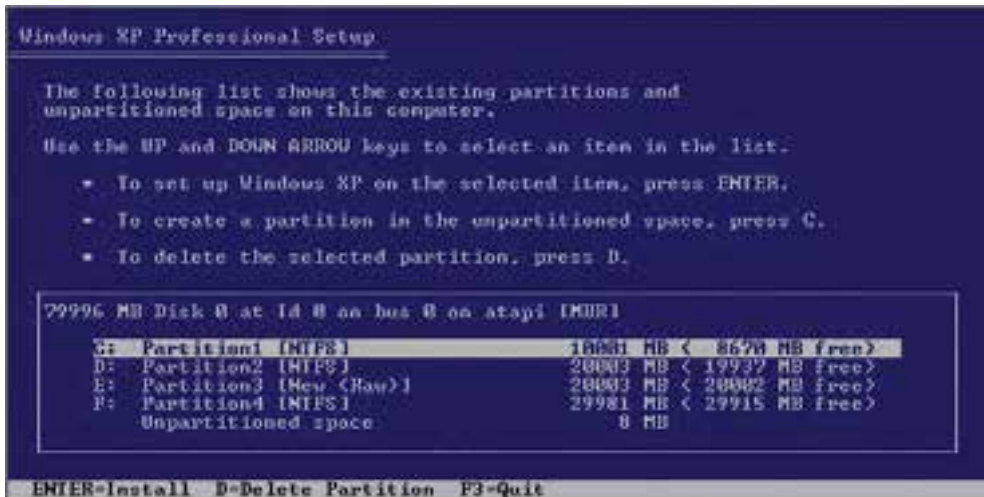 Windows XP Professional Setup
The following list shows the existing partitions and
unpartitioned space on this computer.
Use the UP and DOWN ARROW keys to select an item in the list.
• To set up Windows XP on the selected item, press ENTER.
• To create a partition in the unpartitioned space, press C.
• To delete the selected partition, press D.
79996 MB Disk 0 at Id 0 on bus 0 on atapi [MBR]
C: Partition1 [NTFS] 10001 MB ( 8670 MB free)
D: Partition2 [NTFS] 20003 MB ( 19937 MB free)
E: Partition3 [New (Raw)] 20003 MB ( 20002 MB free)
F: Partition4 [NTFS] 29981 MB ( 29915 MB free)
Unpartitioned space 8 MB
ENTER=Install D=Delete Partition F3=Quit